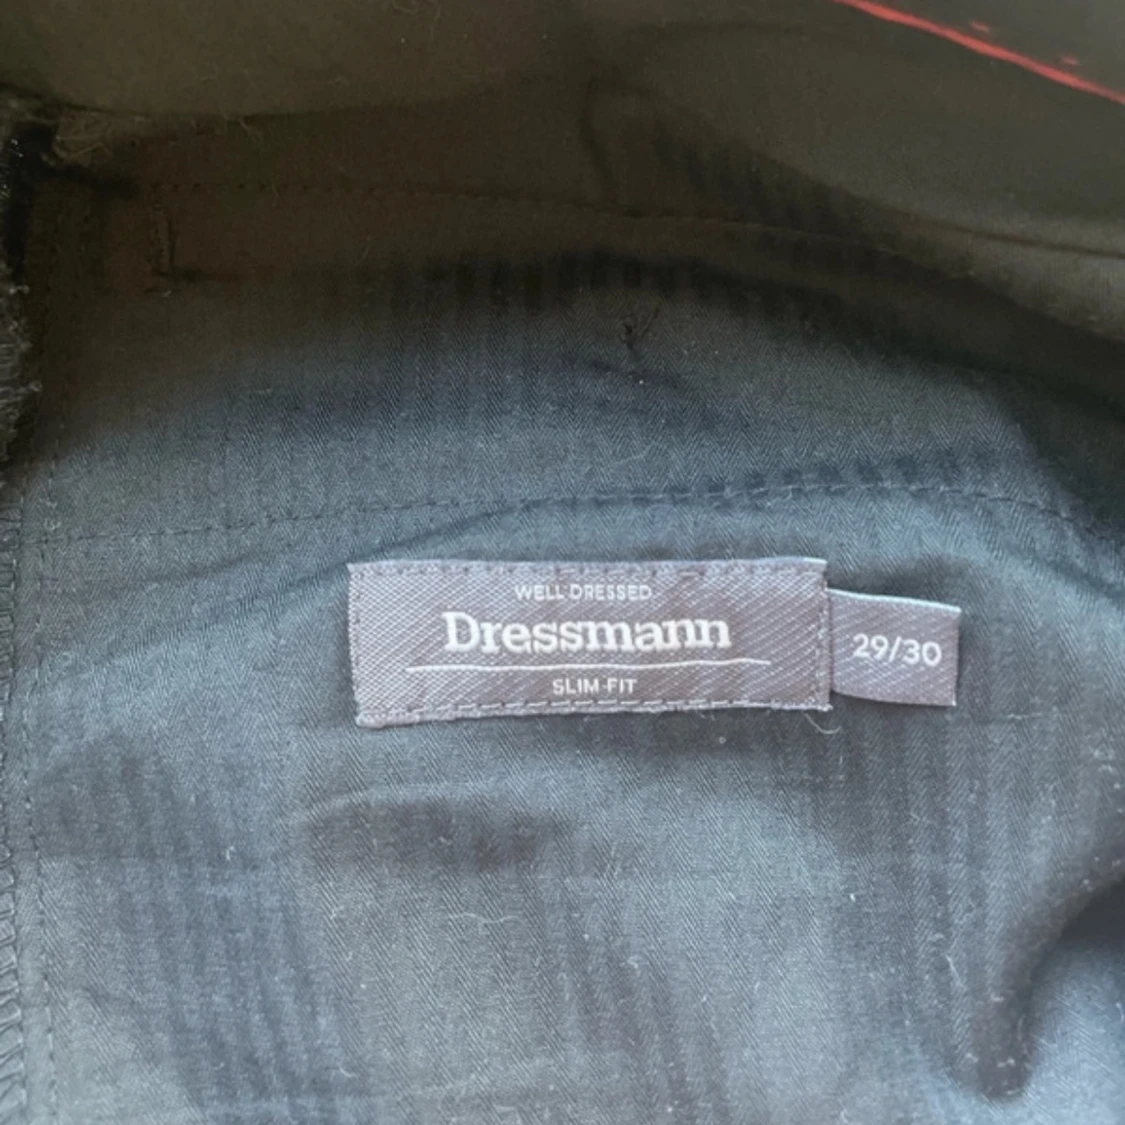 WELL DRESSED
Dressmann
SLIM FIT
29/30